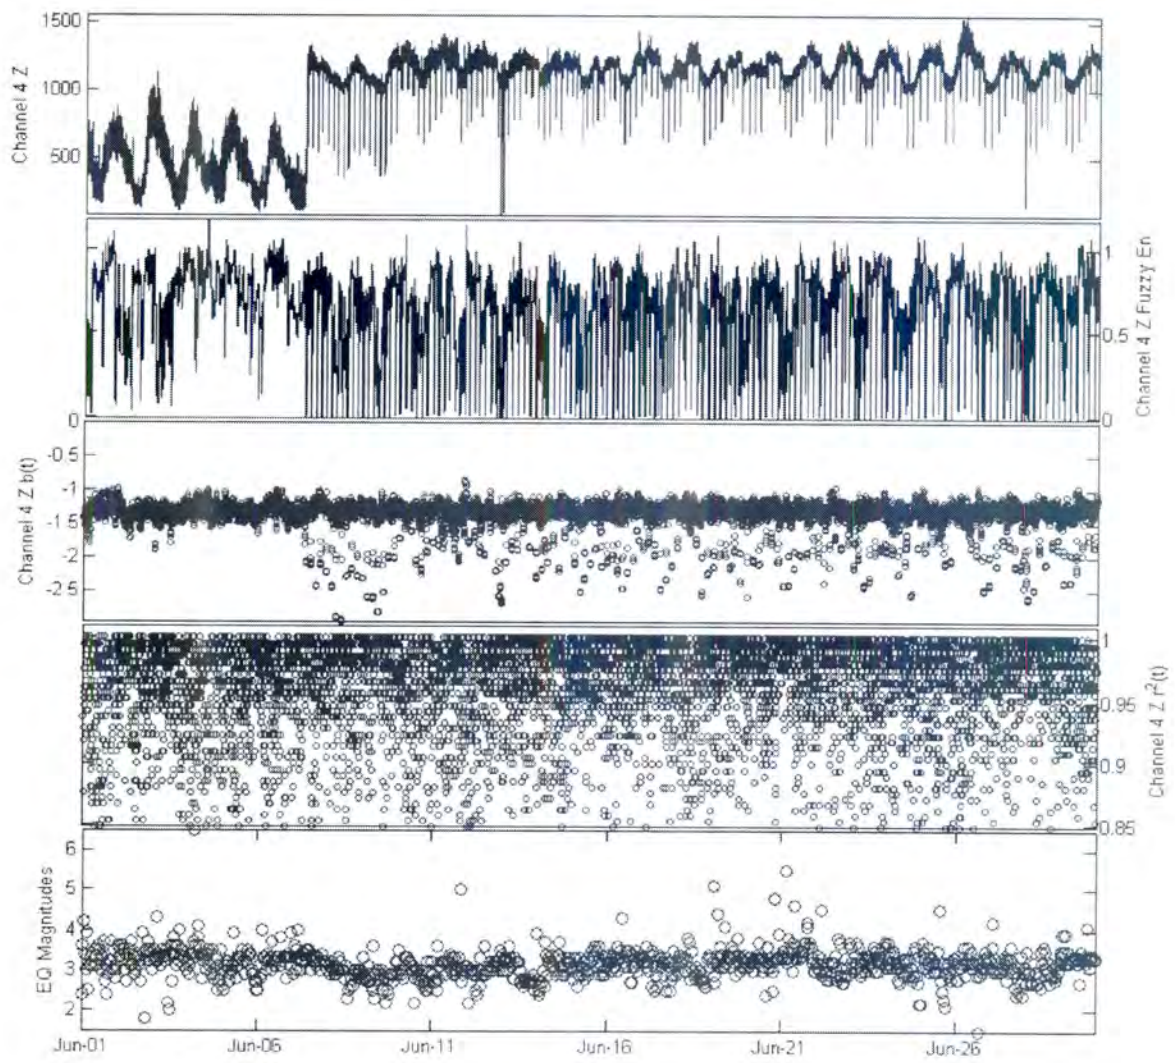 1500
1000
500
Channel 4 Z
1
0.5
0
Channel 4 Z Fuzzy En
0
-0.5
-1
-1.5
-2
-2.5
Channel 4 Z b(t)
1
0.95
0.9
0.85
Channel 4 Z r²(t)
6
5
4
3
2
EQ Magnitudes
Jun-01
Jun-06
Jun-11
Jun-16
Jun-21
Jun-26